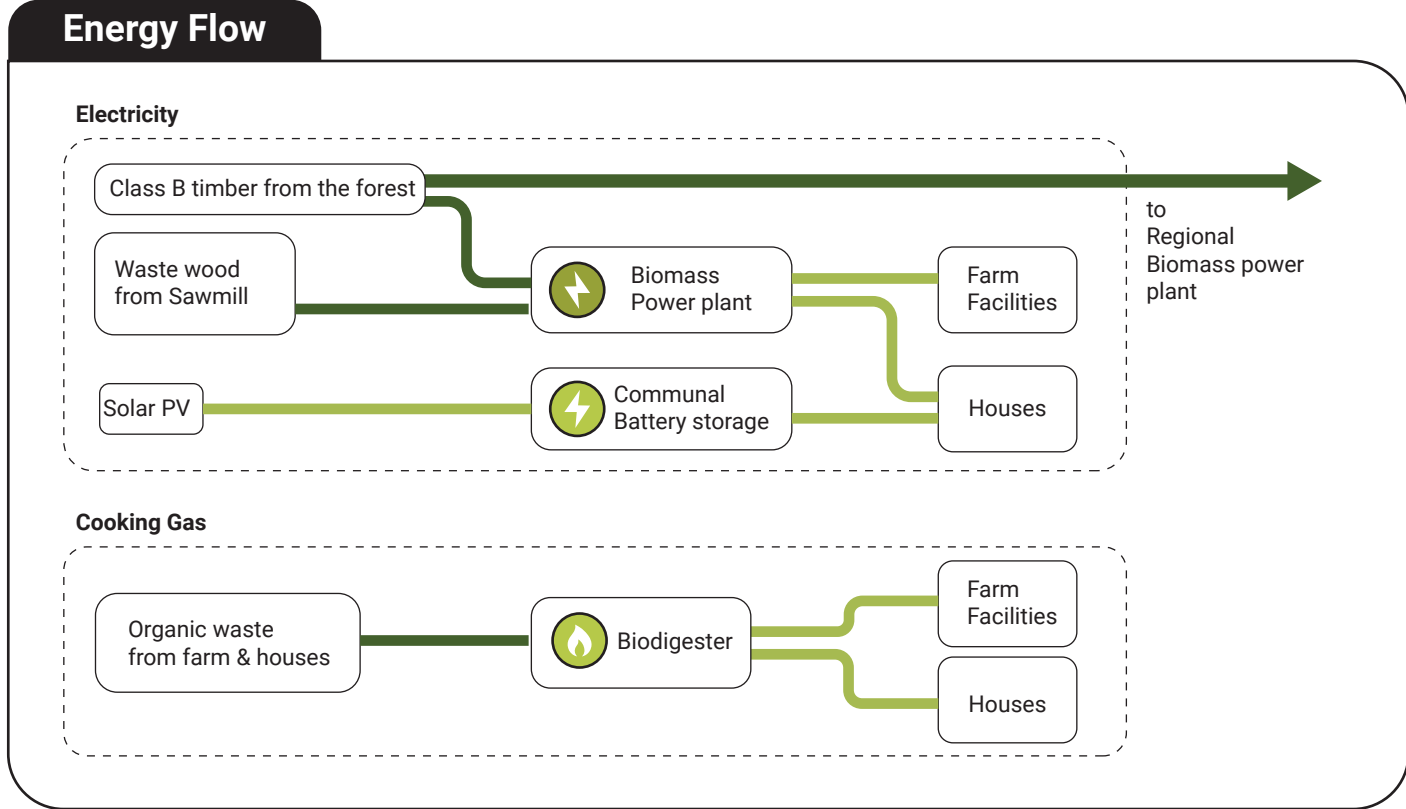 Energy Flow
Electricity
Class B timber from the forest
to
Regional
Biomass power
plant
Waste wood
from Sawmill
Biomass
Power plant
Farm
Facilities
Solar PV
Communal
Battery storage
Houses
Cooking Gas
Organic waste
from farm & houses
Biodigester
Farm
Facilities
Houses